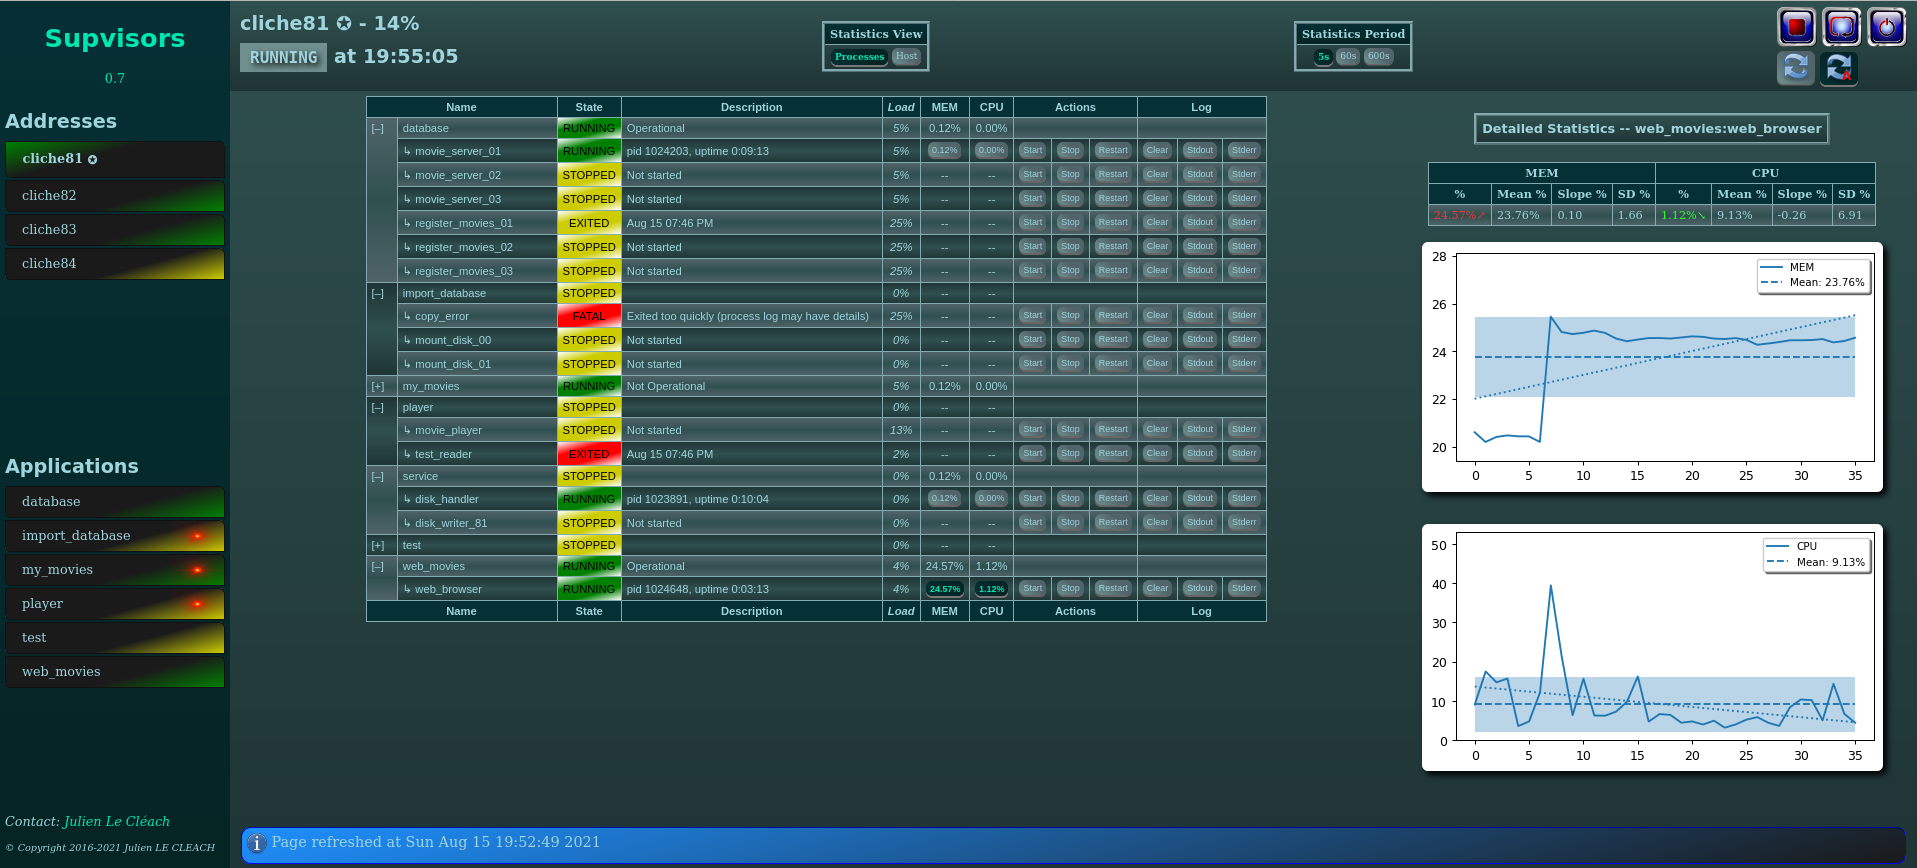 Supvisors
0.7
Addresses
cliche81 ✪
cliche82
cliche83
cliche84
Applications
database
import_database
my_movies
player
test
web_movies
Contact: Julien Le Cléach
© Copyright 2016-2021 Julien LE CLEACH
cliche81 ✪ - 14%
RUNNING at 19:55:05
Statistics View
Processes Host
Statistics Period
5s 60s 600s
Name State Description Load MEM CPU Actions Log
[–] database RUNNING Operational 5% 0.12% 0.00%
↳ movie_server_01 RUNNING pid 1024203, uptime 0:09:13 5% 0.12% 0.00% Start Stop Restart Clear Stdout Stderr
↳ movie_server_02 STOPPED Not started 5% -- -- Start Stop Restart Clear Stdout Stderr
↳ movie_server_03 STOPPED Not started 5% -- -- Start Stop Restart Clear Stdout Stderr
↳ register_movies_01 EXITED Aug 15 07:46 PM 25% -- -- Start Stop Restart Clear Stdout Stderr
↳ register_movies_02 STOPPED Not started 25% -- -- Start Stop Restart Clear Stdout Stderr
↳ register_movies_03 STOPPED Not started 25% -- -- Start Stop Restart Clear Stdout Stderr
[–] import_database STOPPED 0% -- --
↳ copy_error FATAL Exited too quickly (process log may have details) 25% -- -- Start Stop Restart Clear Stdout Stderr
↳ mount_disk_00 STOPPED Not started 0% -- -- Start Stop Restart Clear Stdout Stderr
↳ mount_disk_01 STOPPED Not started 0% -- -- Start Stop Restart Clear Stdout Stderr
[+] my_movies RUNNING Not Operational 5% 0.12% 0.00%
[–] player STOPPED 0% -- --
↳ movie_player STOPPED Not started 13% -- -- Start Stop Restart Clear Stdout Stderr
↳ test_reader EXITED Aug 15 07:46 PM 2% -- -- Start Stop Restart Clear Stdout Stderr
[–] service STOPPED 0% 0.12% 0.00%
↳ disk_handler RUNNING pid 1023891, uptime 0:10:04 0% 0.12% 0.00% Start Stop Restart Clear Stdout Stderr
↳ disk_writer_81 STOPPED Not started 0% -- -- Start Stop Restart Clear Stdout Stderr
[+] test STOPPED 0% -- --
[–] web_movies RUNNING Operational 4% 24.57% 1.12%
↳ web_browser RUNNING pid 1024648, uptime 0:03:13 4% 24.57% 1.12% Start Stop Restart Clear Stdout Stderr
Name State Description Load MEM CPU Actions Log
Detailed Statistics -- web_movies:web_browser
MEM CPU
% Mean % Slope % SD % % Mean % Slope % SD %
24.57%↗ 23.76% 0.10 1.66 1.12%↘ 9.13% -0.26 6.91
28
26
24
22
20
0 5 10 15 20 25 30 35
MEM
Mean: 23.76%
50
40
30
20
10
0
0 5 10 15 20 25 30 35
CPU
Mean: 9.13%
Page refreshed at Sun Aug 15 19:52:49 2021